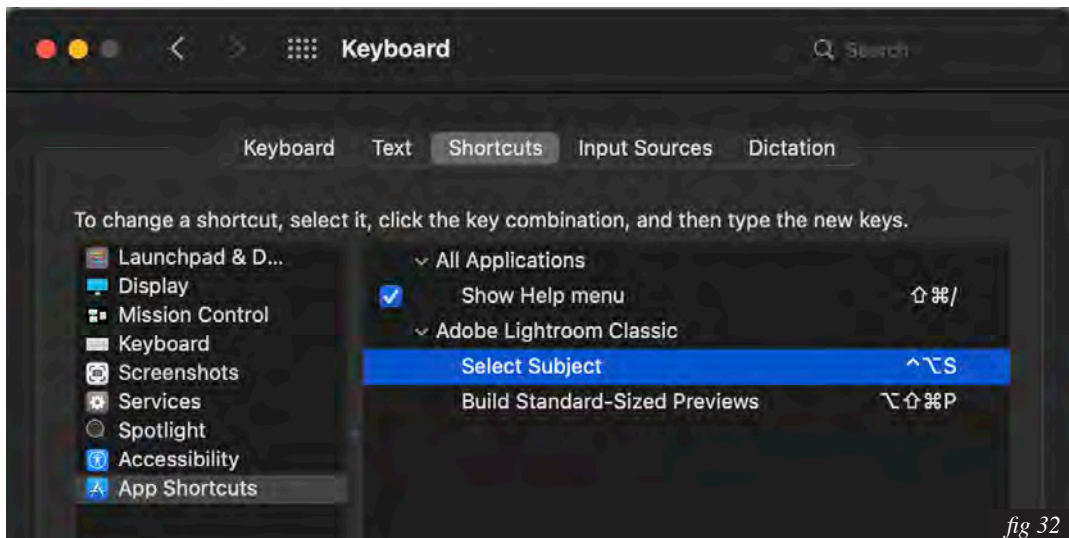 Keyboard
Search
Keyboard Text Shortcuts Input Sources Dictation
To change a shortcut, select it, click the key combination, and then type the new keys.
Launchpad & D...
Display
Mission Control
Keyboard
Screenshots
Services
Spotlight
Accessibility
App Shortcuts
All Applications
Show Help menu ⇧⌘/
Adobe Lightroom Classic
Select Subject ^⌥S
Build Standard-Sized Previews ⌥⇧⌘P
fig 32